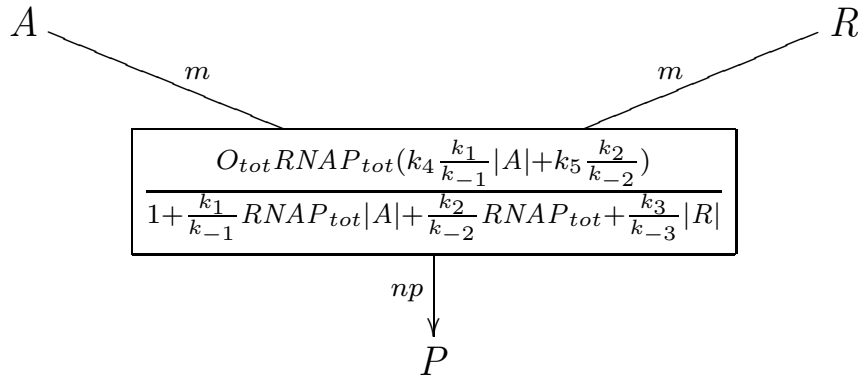 A R
m m
O_{tot}RNAP_{tot}(k_4\frac{k_1}{k_{-1}}|A|+k_5\frac{k_2}{k_{-2}})
1+\frac{k_1}{k_{-1}}RNAP_{tot}|A|+\frac{k_2}{k_{-2}}RNAP_{tot}+\frac{k_3}{k_{-3}}|R|
np
P